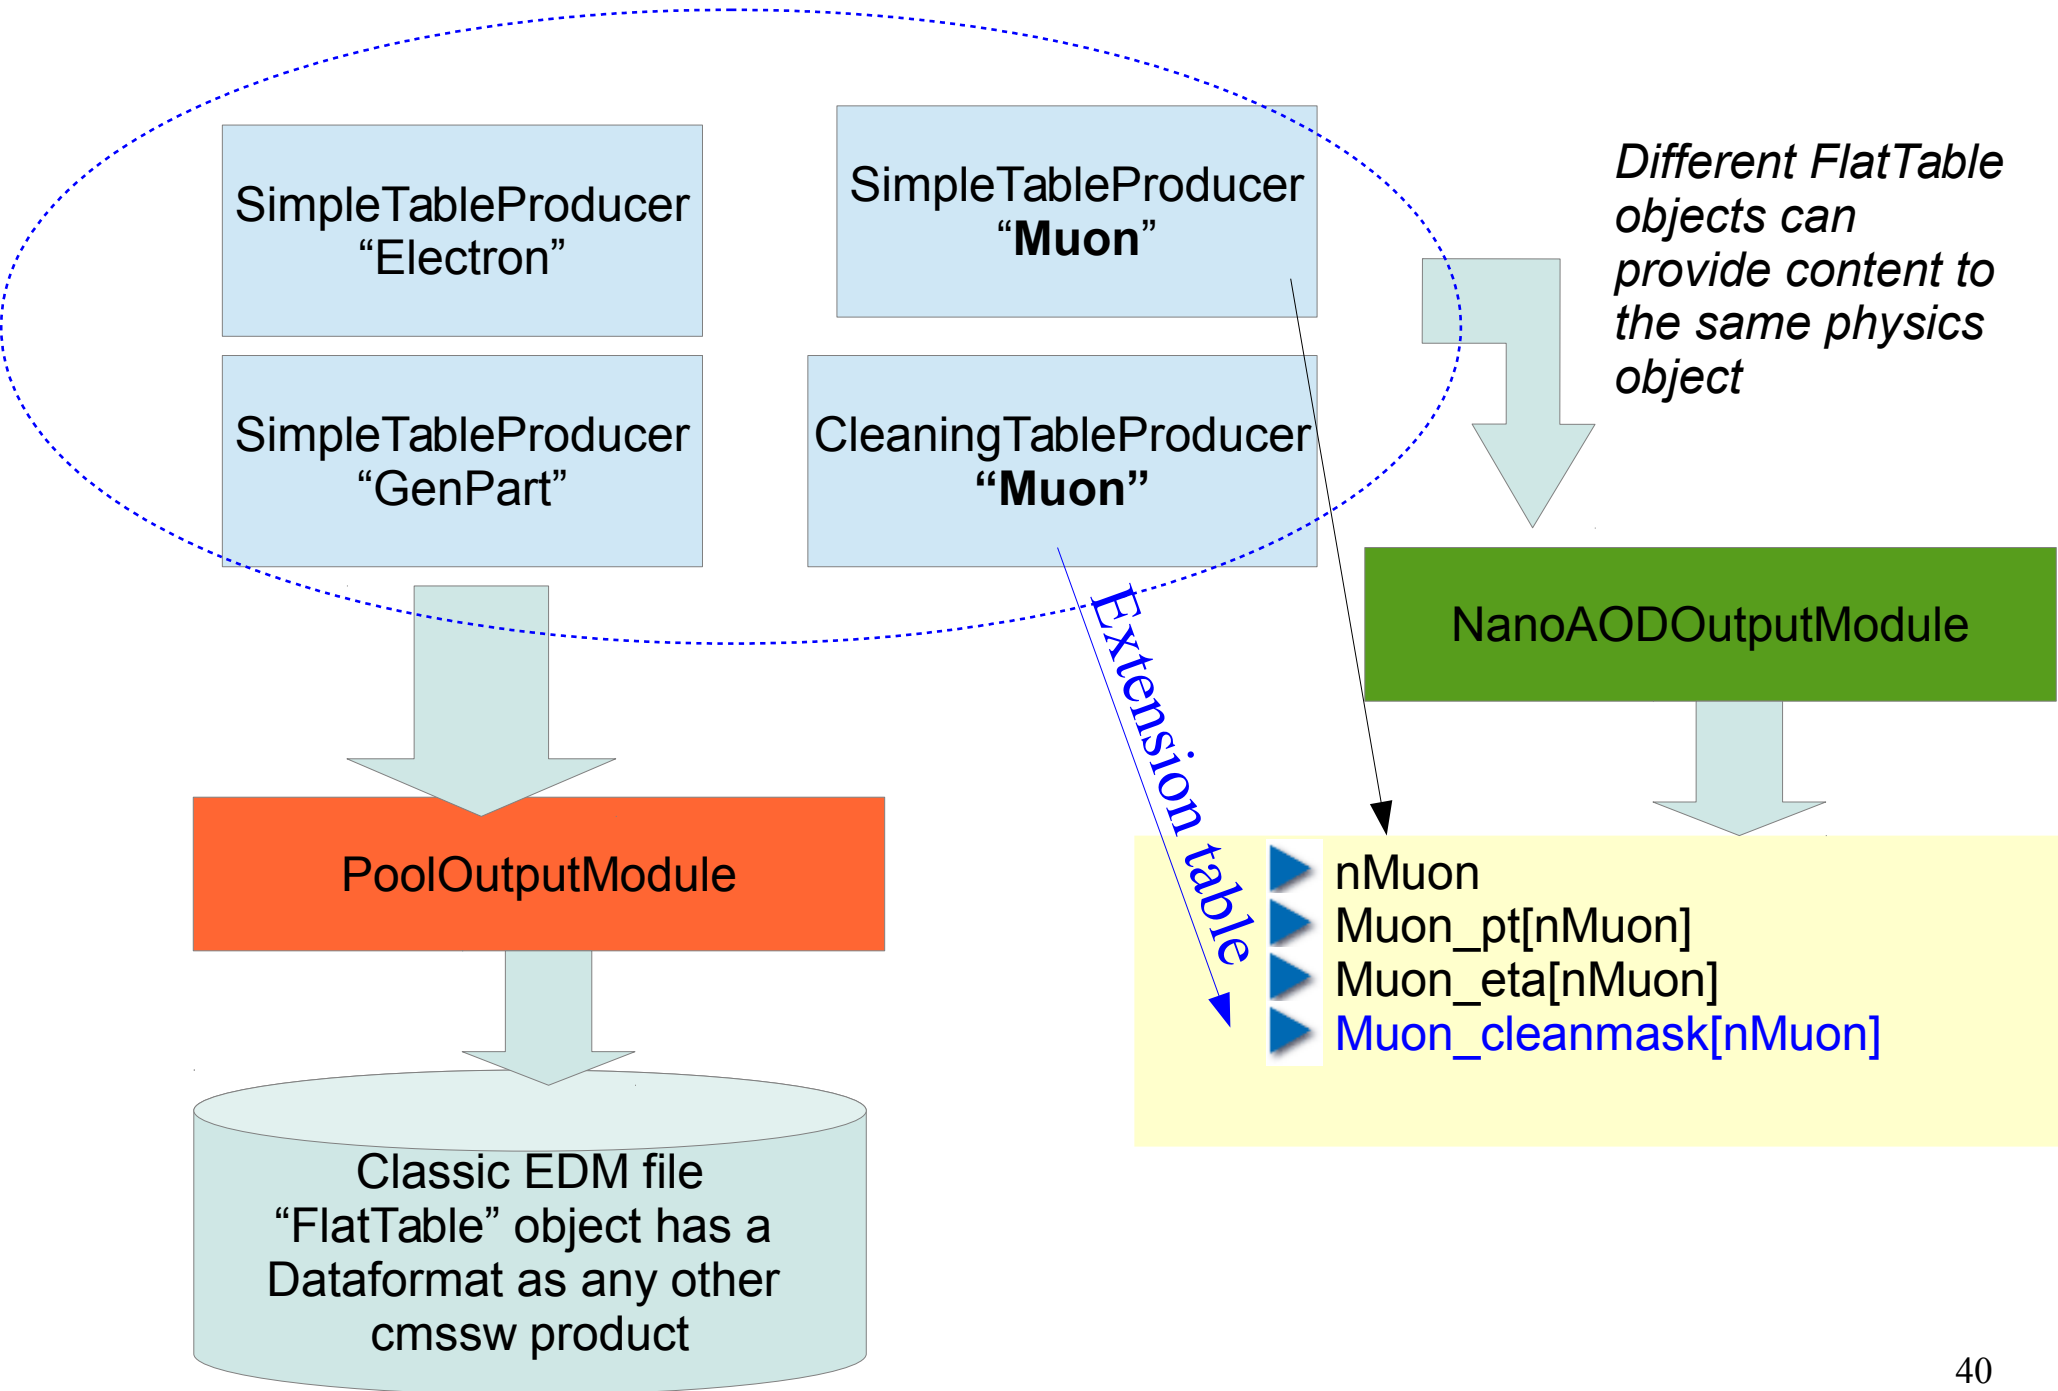 SimpleTableProducer
“Electron”
SimpleTableProducer
“Muon”
Different FlatTable
objects can
provide content to
the same physics
object
SimpleTableProducer
“GenPart”
CleaningTableProducer
“Muon”
Extension table
NanoAODOutputModule
PoolOutputModule
nMuon
Muon_pt[nMuon]
Muon_eta[nMuon]
Muon_cleanmask[nMuon]
Classic EDM file
“FlatTable” object has a
Dataformat as any other
cmssw product
40